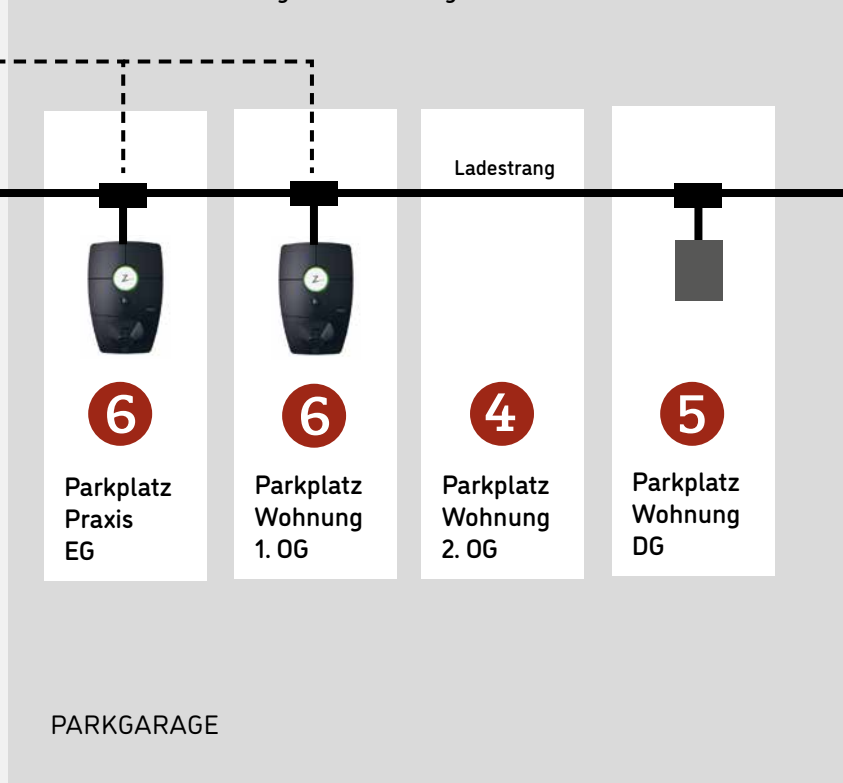 Ladestrang
Z
Z
6
6
4
5
Parkplatz
Praxis
EG
Parkplatz
Wohnung
1. OG
Parkplatz
Wohnung
2. OG
Parkplatz
Wohnung
DG
PARKGARAGE